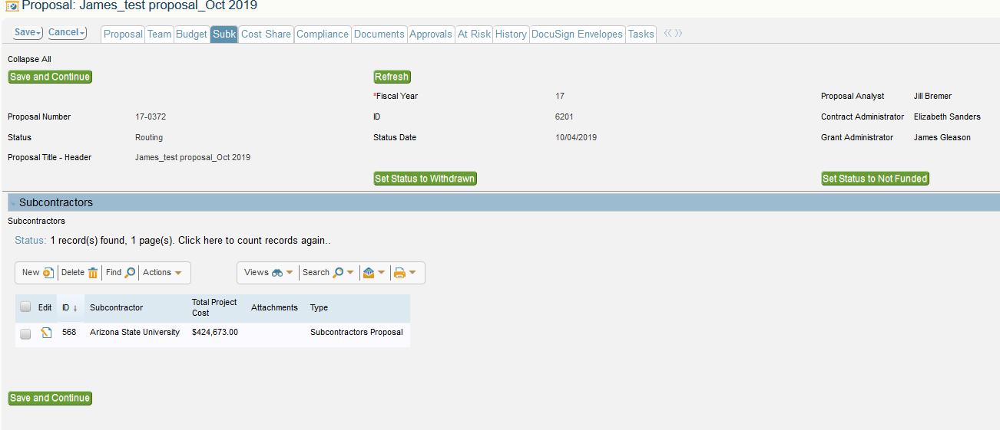 Proposal: James_test proposal_Oct 2019
Save Cancel Proposal Team Budget Subk Cost Share Compliance Documents Approvals At Risk History DocuSign Envelopes Tasks
Collapse All
Save and Continue Refresh
*Fiscal Year 17 Proposal Analyst Jill Bremer
Proposal Number 17-0372 ID 6201 Contract Administrator Elizabeth Sanders
Status Routing Status Date 10/04/2019 Grant Administrator James Gleason
Proposal Title - Header James_test proposal_Oct 2019
Set Status to Withdrawn Set Status to Not Funded
Subcontractors
Subcontractors
Status: 1 record(s) found, 1 page(s). Click here to count records again..
New Delete Find Actions Views Search
Edit ID ↓ Subcontractor Total Project Cost Attachments Type
568 Arizona State University $424,673.00 Subcontractors Proposal
Save and Continue